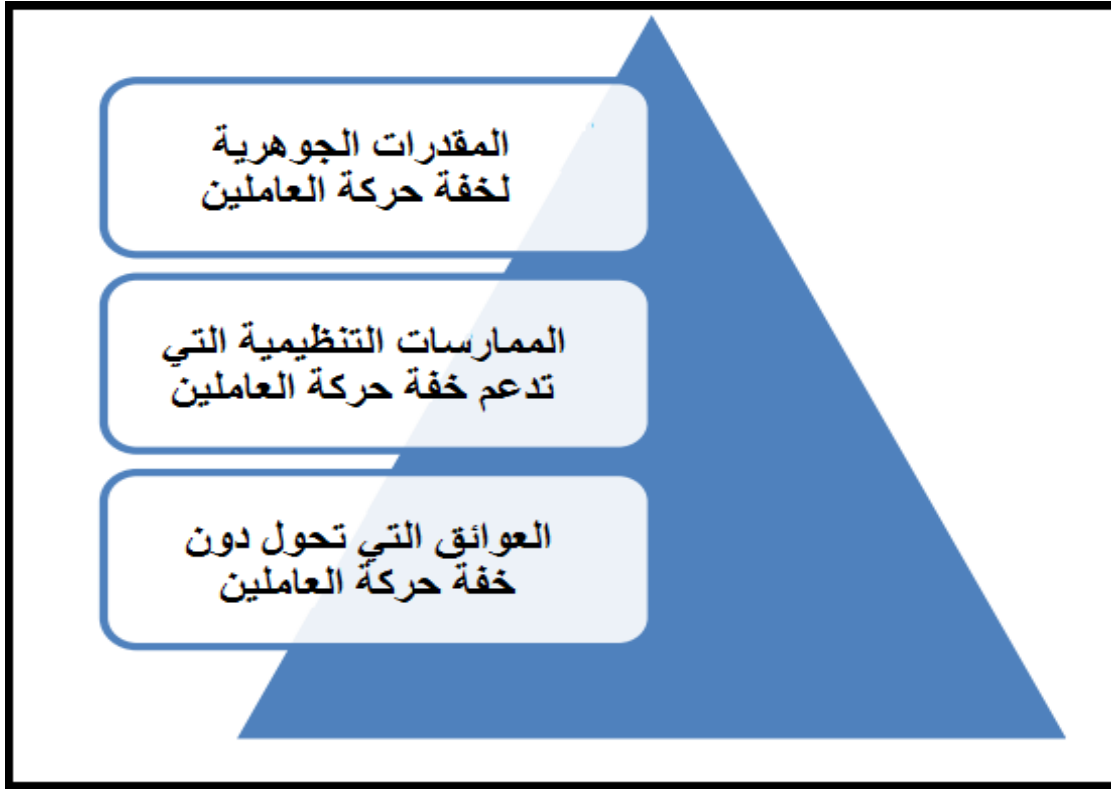 المقدرات الجوهرية
لخفة حركة العاملين
الممارسات التنظيمية التي
تدعم خفة حركة العاملين
العوائق التي تحول دون
خفة حركة العاملين